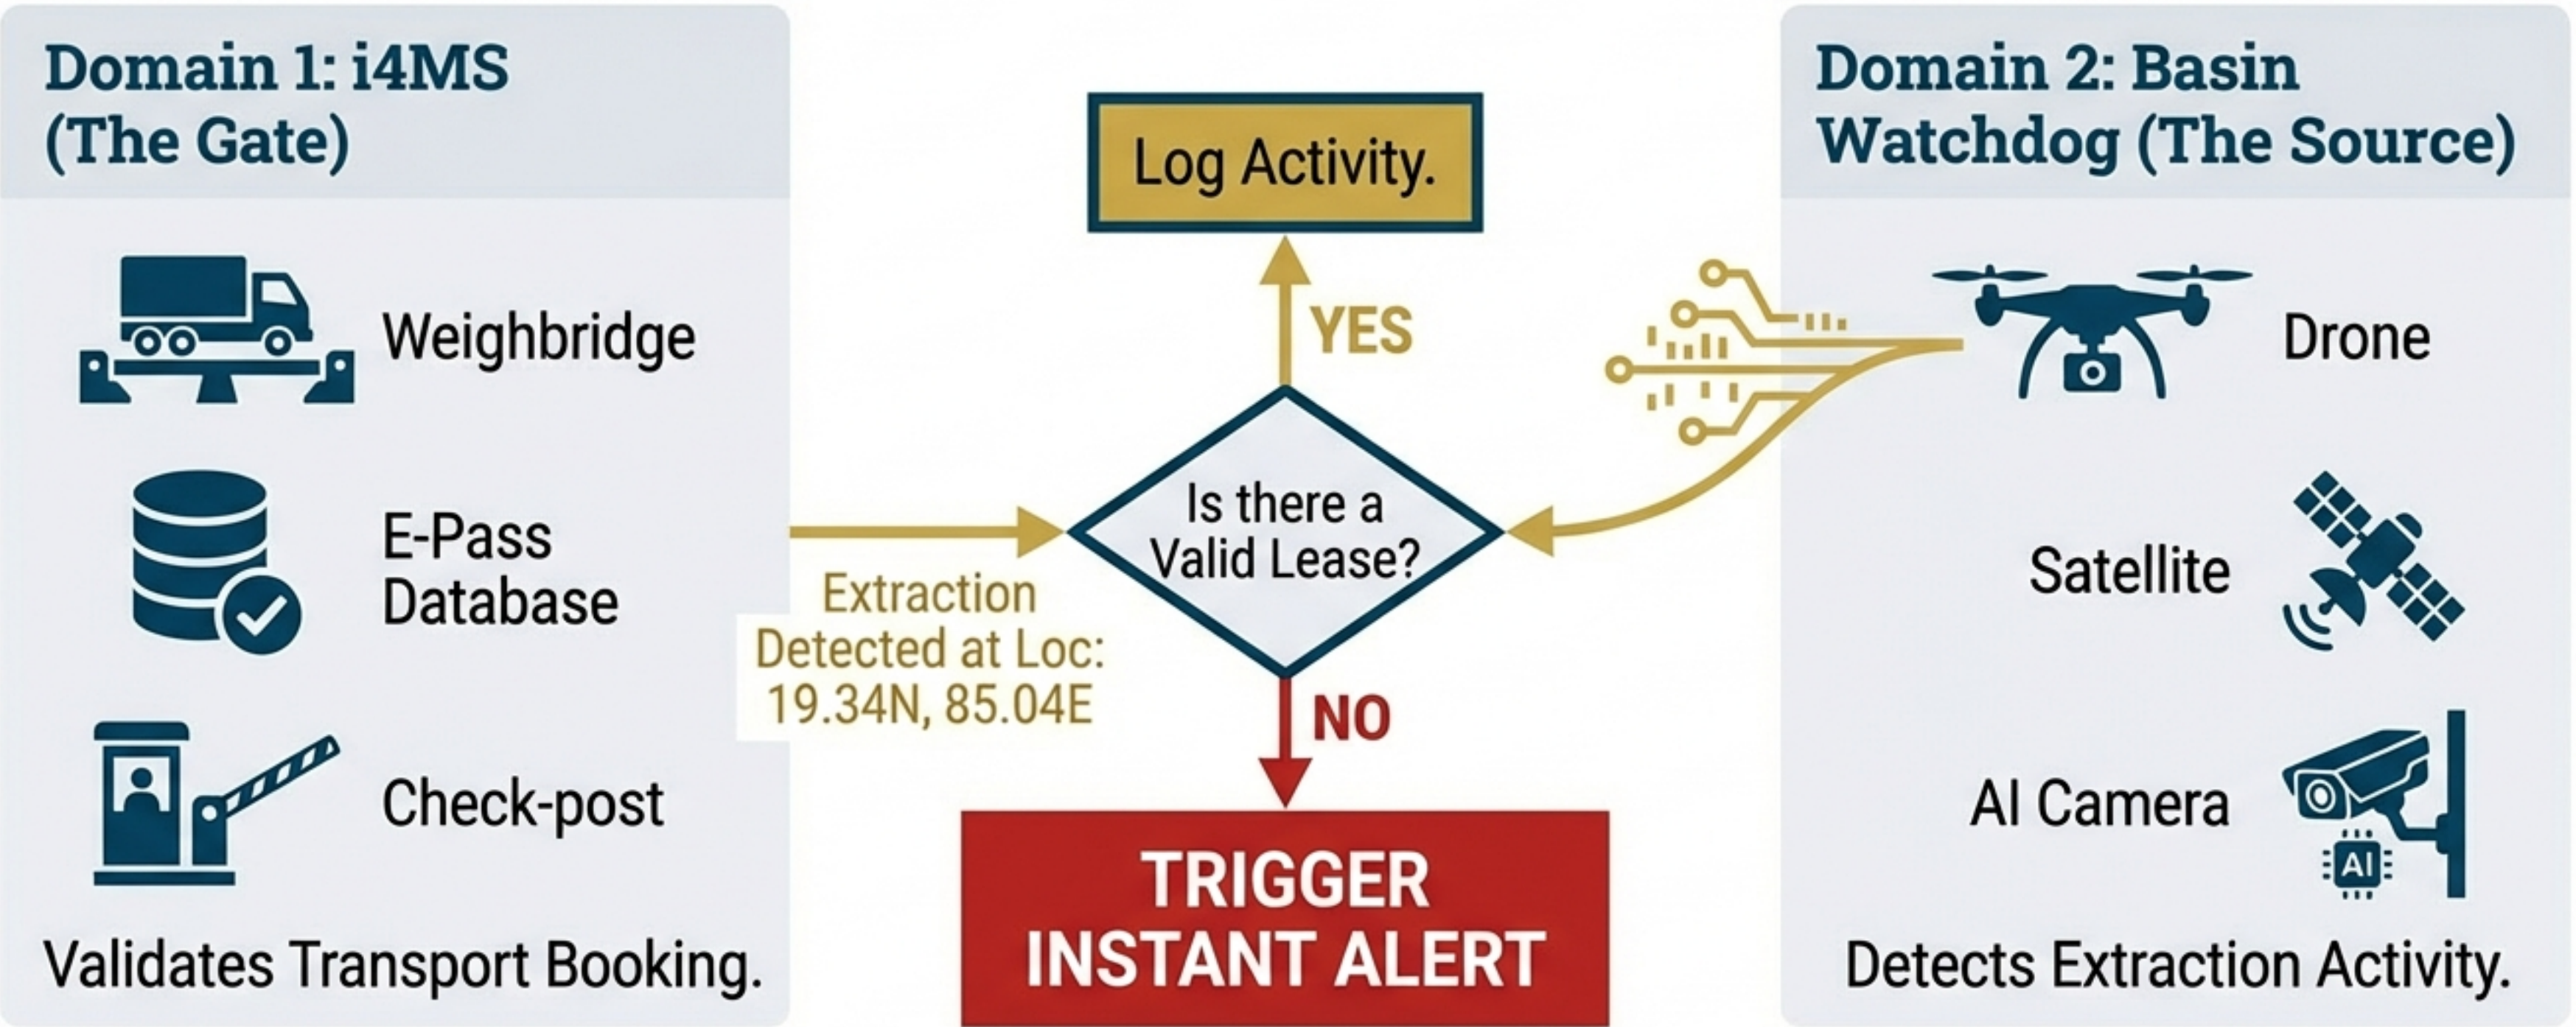 Domain 1: i4MS
(The Gate)
Weighbridge
E-Pass
Database
Check-post
Validates Transport Booking.
Log Activity.
YES
Is there a
Valid Lease?
Extraction
Detected at Loc:
19.34N, 85.04E
NO
TRIGGER
INSTANT ALERT
Domain 2: Basin
Watchdog (The Source)
Drone
Satellite
AI Camera
AI
Detects Extraction Activity.